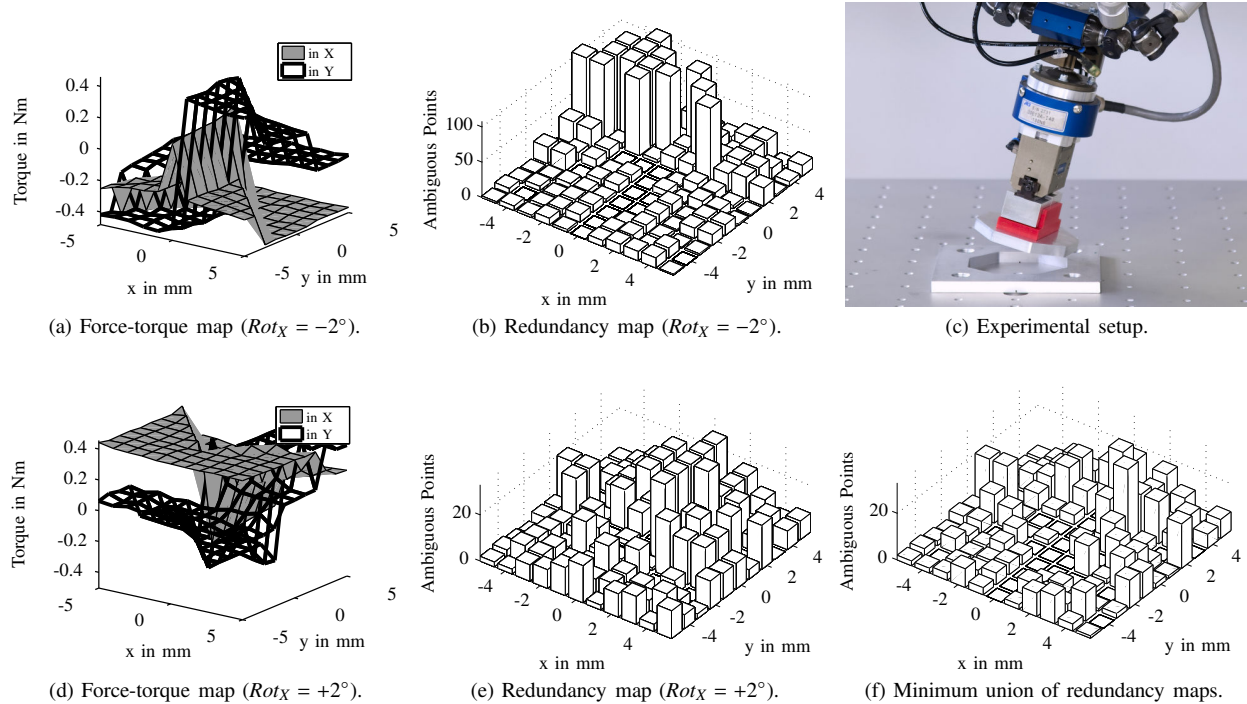 in X
in Y
0.4
0.2
0
-0.2
-0.4
Torque in Nm
-5
0
5
x in mm
-5
0
5
y in mm
(a) Force-torque map (RotX = −2°).
100
50
0
Ambiguous Points
-4
-2
0
2
4
x in mm
-4
-2
0
2
4
y in mm
(b) Redundancy map (RotX = −2°).
(c) Experimental setup.
in X
in Y
0.4
0.2
0
-0.2
-0.4
Torque in Nm
-5
0
5
x in mm
-5
0
5
y in mm
(d) Force-torque map (RotX = +2°).
20
0
Ambiguous Points
-4
-2
0
2
4
x in mm
-4
-2
0
2
4
y in mm
(e) Redundancy map (RotX = +2°).
20
0
Ambiguous Points
-4
-2
0
2
4
x in mm
-4
-2
0
2
4
y in mm
(f) Minimum union of redundancy maps.